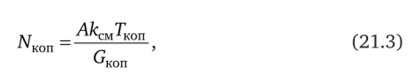 N_коп = A k_см T_коп / G_коп , (21.3)